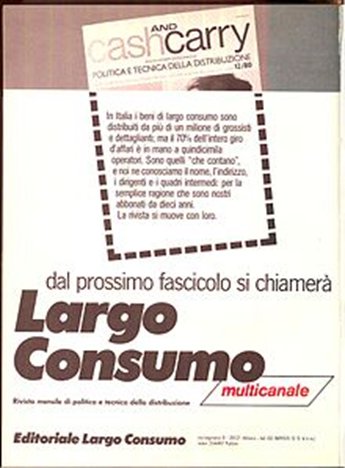 cash AND carry
POLITICA E TECNICA DELLA DISTRIBUZIONE
12/80
In Italia i beni di largo consumo sono
distribuiti da più di un milione di grossisti
e dettaglianti; ma il 70% dell'intero giro
d'affari è in mano a quindicimila
operatori. Sono quelli "che contano",
e noi ne conosciamo il nome, l'indirizzo,
i dirigenti e i quadri intermedi: per la
semplice ragione che sono nostri
abbonati da dieci anni.
La rivista si muove con loro.
dal prossimo fascicolo si chiamerà
Largo
Consumo
multicanale
Rivista mensile di politica e tecnica della distribuzione
Editoriale Largo Consumo